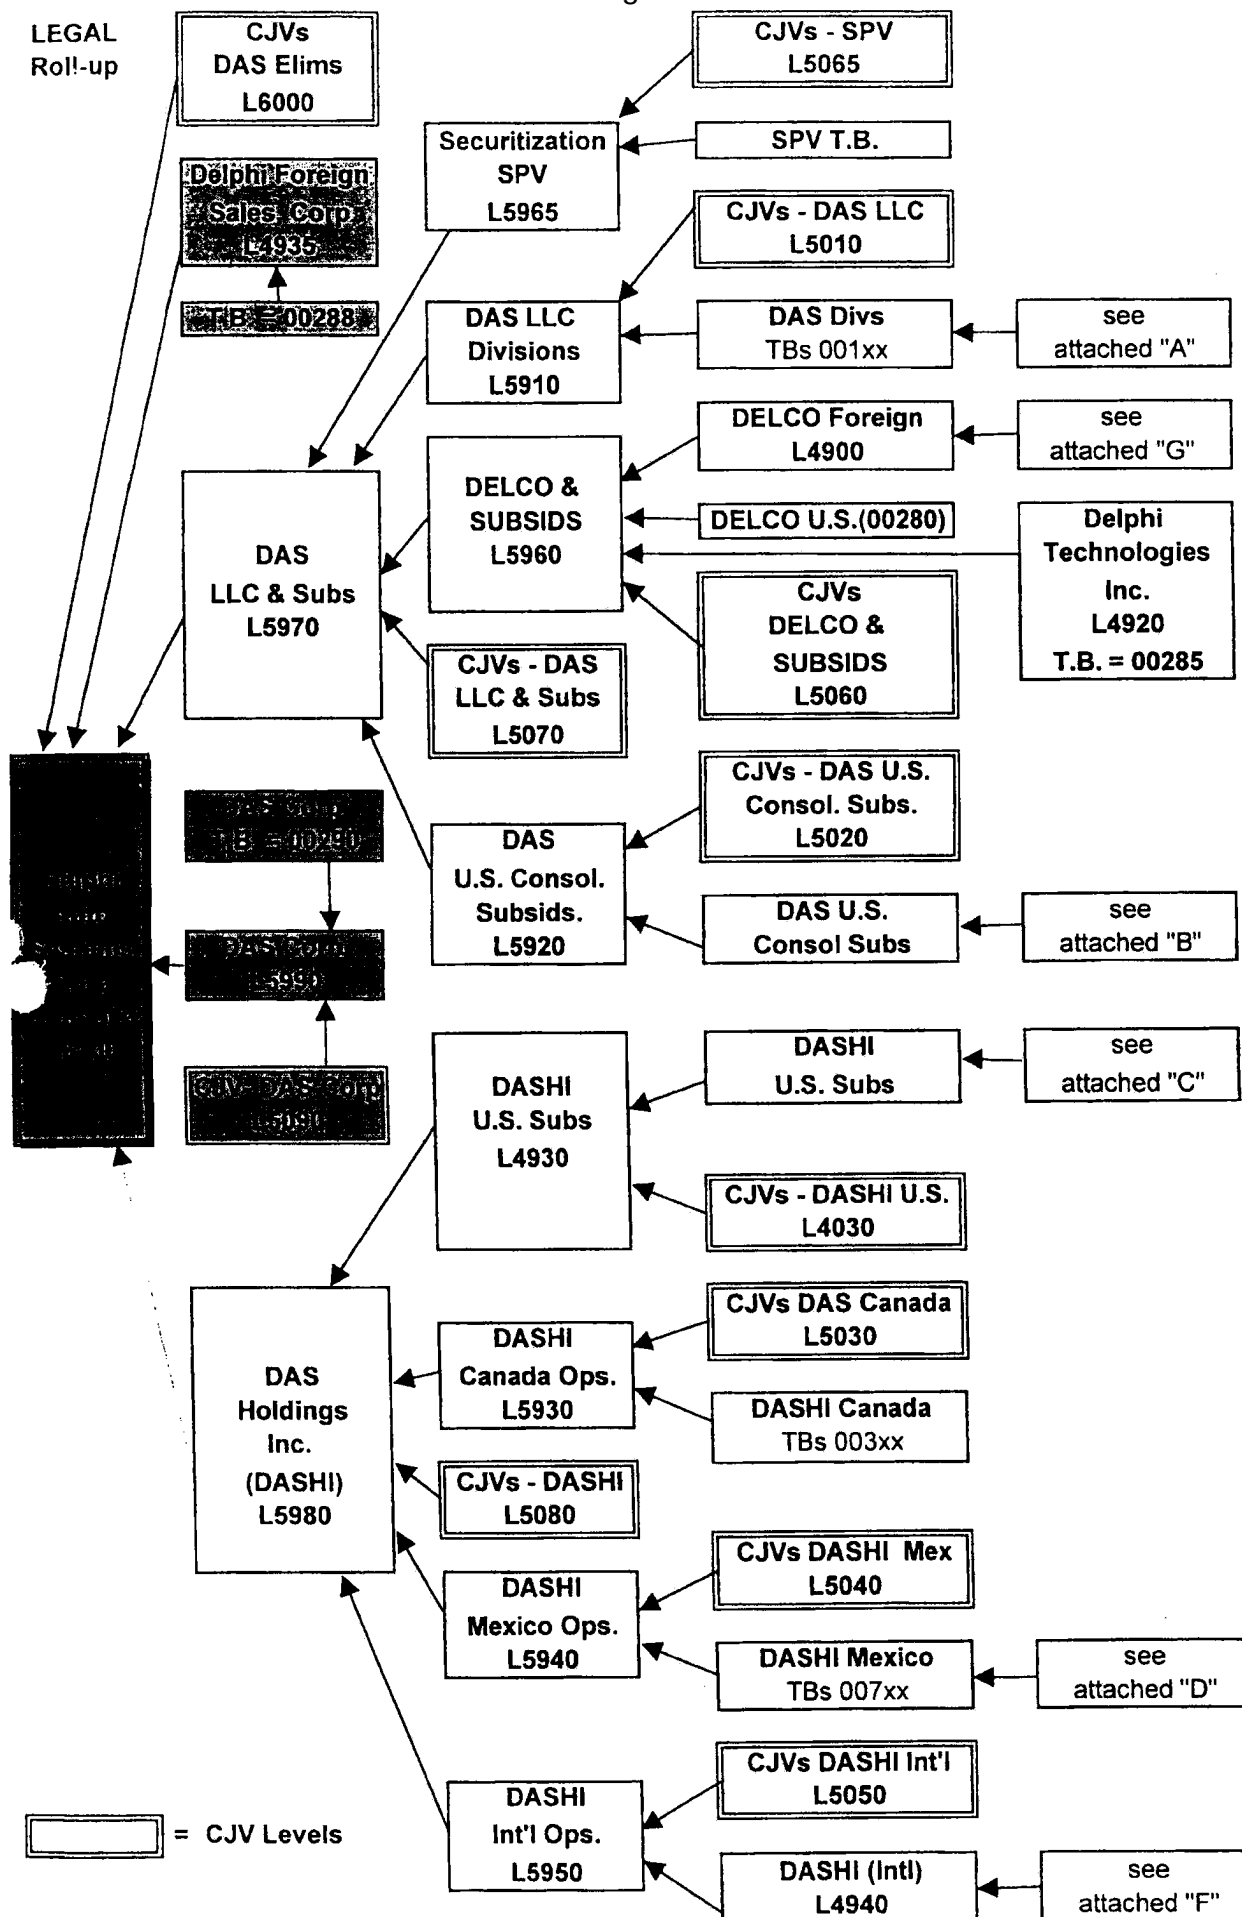 LEGAL
Roll-up
CJVs
DAS Elims
L6000
Delphi Foreign
Sales Corp
L4935
T.B = 00288
CJVs - SPV
L5065
Securitization
SPV
L5965
SPV T.B.
CJVs - DAS LLC
L5010
DAS LLC
Divisions
L5910
DAS Divs
TBs 001xx
see
attached "A"
DELCO Foreign
L4900
see
attached "G"
DELCO &
SUBSIDS
L5960
DELCO U.S.(00280)
Delphi
Technologies
Inc.
L4920
T.B. = 00285
CJVs
DELCO &
SUBSIDS
L5060
DAS
LLC & Subs
L5970
CJVs - DAS
LLC & Subs
L5070
CJVs - DAS U.S.
Consol. Subs.
L5020
DAS
U.S. Consol.
Subsids.
L5920
DAS U.S.
Consol Subs
see
attached "B"
DAS Corp
T.B. = 00290
DAS Corp
L5990
CJV- DAS Corp
L5090
DASHI
U.S. Subs
L4930
DASHI
U.S. Subs
see
attached "C"
CJVs - DASHI U.S.
L4030
DAS
Holdings
Inc.
(DASHI)
L5980
CJVs DAS Canada
L5030
DASHI
Canada Ops.
L5930
DASHI Canada
TBs 003xx
CJVs - DASHI
L5080
CJVs DASHI Mex
L5040
DASHI
Mexico Ops.
L5940
DASHI Mexico
TBs 007xx
see
attached "D"
CJVs DASHI Int'l
L5050
DASHI
Int'l Ops.
L5950
DASHI (Intl)
L4940
see
attached "F"
= CJV Levels